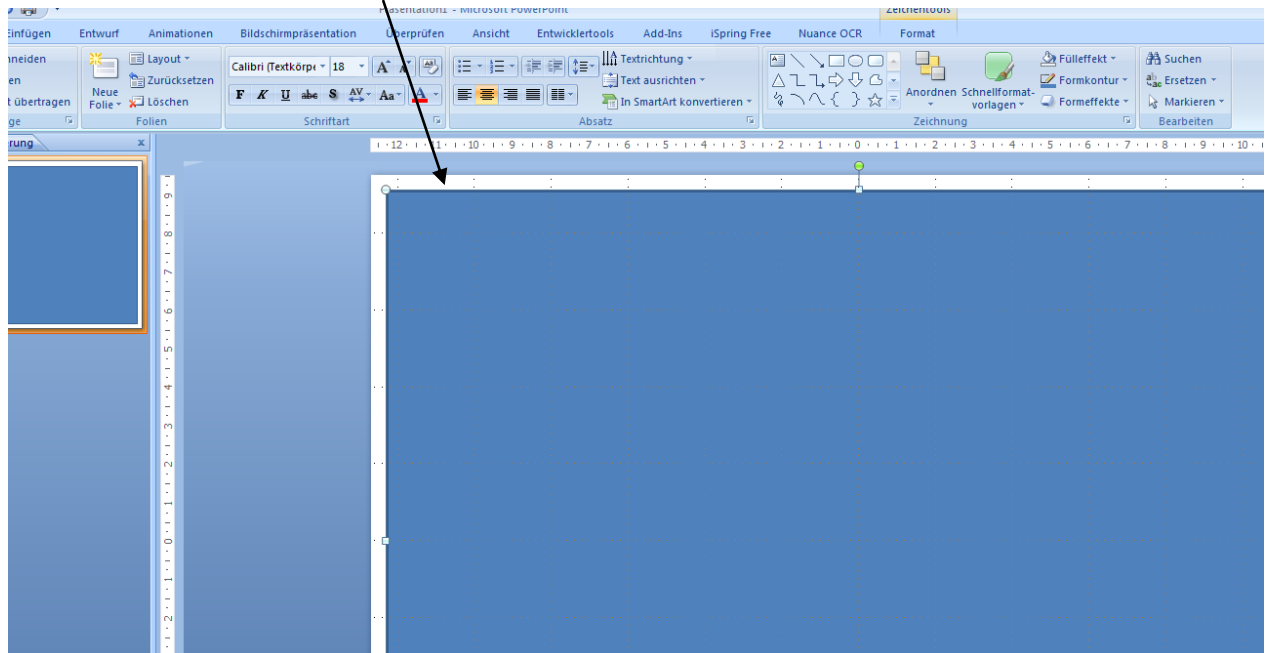 Präsentation1 - Microsoft PowerPoint Zeichentools
Einfügen Entwurf Animationen Bildschirmpräsentation Überprüfen Ansicht Entwicklertools Add-Ins iSpring Free Nuance OCR Format
neiden Layout Calibri (Textkörpe 18 A A Textrichtung Fülleffekt Suchen
en Zurücksetzen Text ausrichten Formkontur Ersetzen
t übertragen Neue Folie Löschen F K U abc S AV Aa A In SmartArt konvertieren Anordnen Schnellformat-vorlagen Formeffekte Markieren
ge Folien Schriftart Absatz Zeichnung Bearbeiten
rung x
12 11 10 9 8 7 6 5 4 3 2 1 0 1 2 3 4 5 6 7 8 9 10
9
8
7
6
5
4
3
2
1
0
1
2